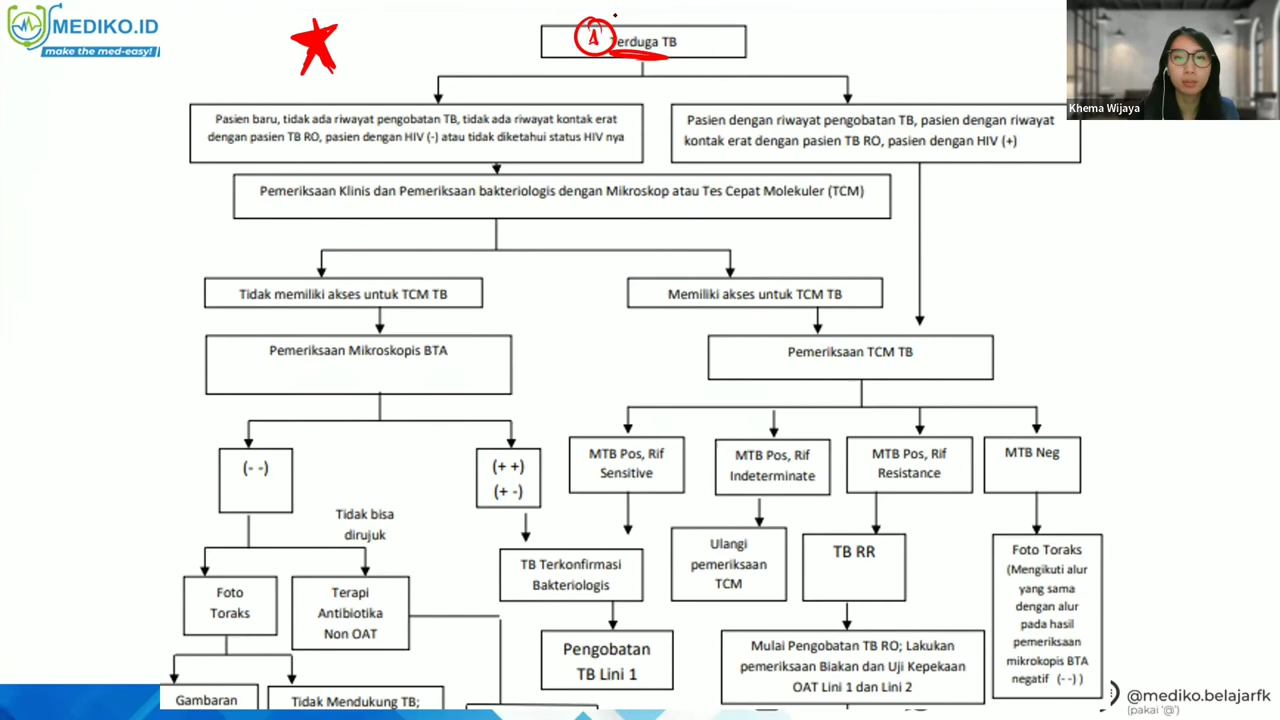 MEDIKO.ID
make the med-easy!
A
Terduga TB
Khema Wijaya
Pasien baru, tidak ada riwayat pengobatan TB, tidak ada riwayat kontak erat
dengan pasien TB RO, pasien dengan HIV (-) atau tidak diketahui status HIV nya
Pasien dengan riwayat pengobatan TB, pasien dengan riwayat
kontak erat dengan pasien TB RO, pasien dengan HIV (+)
Pemeriksaan Klinis dan Pemeriksaan bakteriologis dengan Mikroskop atau Tes Cepat Molekuler (TCM)
Tidak memiliki akses untuk TCM TB
Memiliki akses untuk TCM TB
Pemeriksaan Mikroskopis BTA
Pemeriksaan TCM TB
(- -)
(+ +)
(+ -)
MTB Pos, Rif
Sensitive
MTB Pos, Rif
Indeterminate
MTB Pos, Rif
Resistance
MTB Neg
Tidak bisa
dirujuk
Foto
Toraks
Terapi
Antibiotika
Non OAT
TB Terkonfirmasi
Bakteriologis
Ulangi
pemeriksaan
TCM
TB RR
Foto Toraks
(Mengikuti alur
yang sama
dengan alur
pada hasil
pemeriksaan
mikrokopis BTA
negatif (- -) )
Pengobatan
TB Lini 1
Mulai Pengobatan TB RO; Lakukan
pemeriksaan Biakan dan Uji Kepekaan
OAT Lini 1 dan Lini 2
Gambaran
Tidak Mendukung TB;
@mediko.belajarfk
(pakai '@')